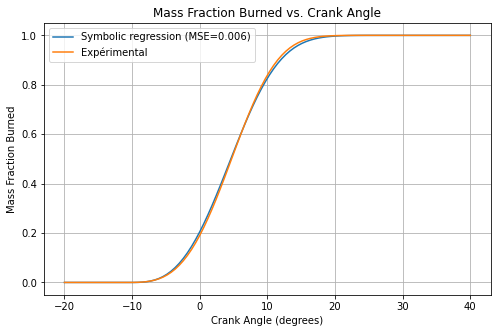 Mass Fraction Burned vs. Crank Angle
Symbolic regression (MSE=0.006)
Expérimental
1.0
0.8
0.6
0.4
0.2
0.0
Mass Fraction Burned
−20
−10
0
10
20
30
40
Crank Angle (degrees)